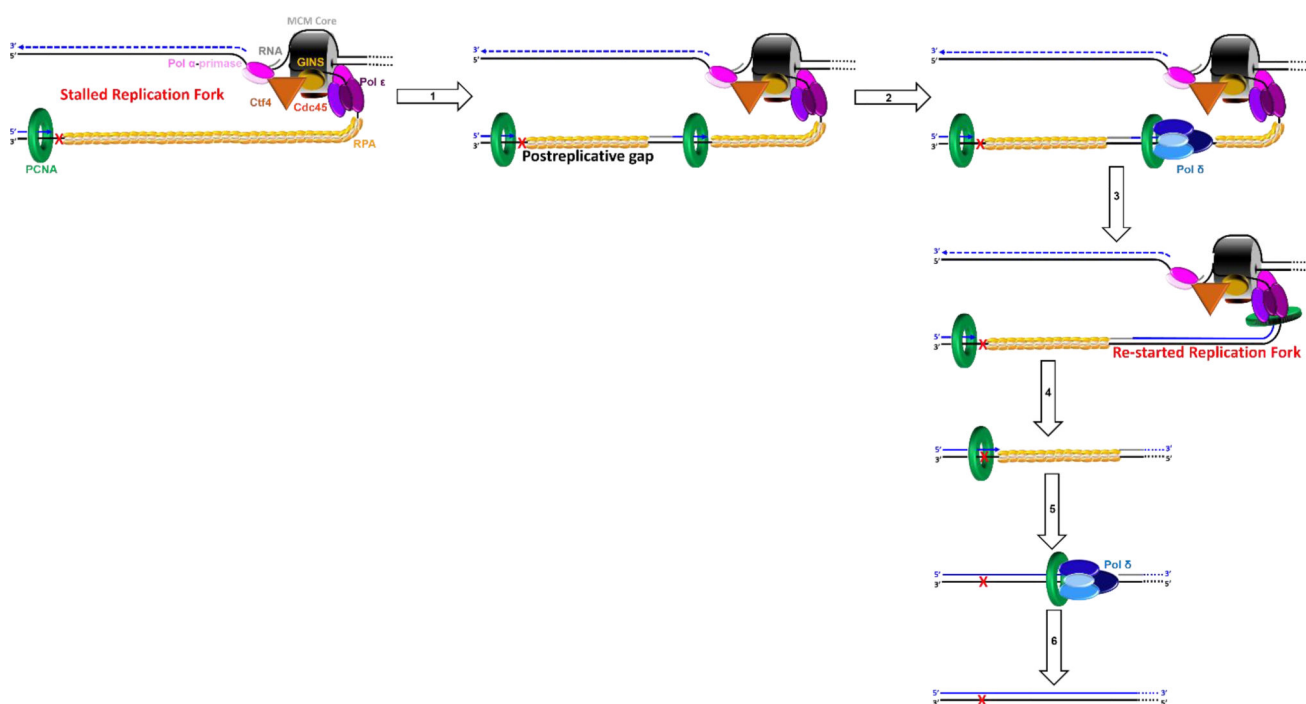 MCM Core
3'
5'
RNA
Pol α-primase
GINS
Pol ε
Stalled Replication Fork
Ctf4
Cdc45
5'
3'
RPA
PCNA
1
3'
5'
5'
3'
Postreplicative gap
2
3'
5'
5'
3'
Pol δ
3
3'
5'
5'
3'
Re-started Replication Fork
4
5'
3'
3'
5'
5
Pol δ
5'
3'
3'
5'
6
5'
3'
3'
5'